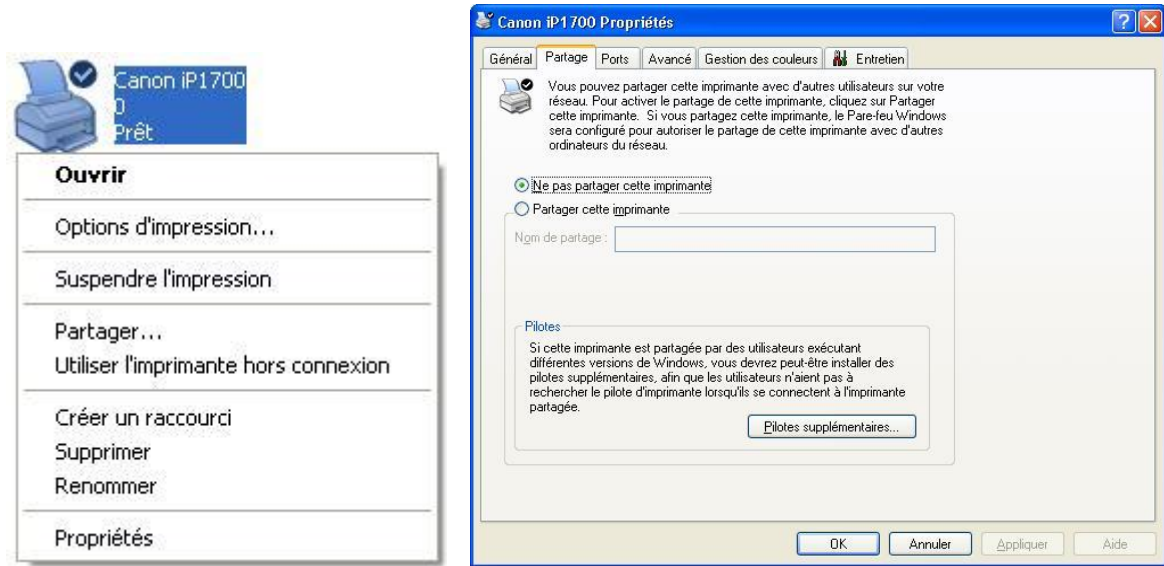 Canon iP1700
0
Prêt
Ouvrir
Options d'impression...
Suspendre l'impression
Partager...
Utiliser l'imprimante hors connexion
Créer un raccourci
Supprimer
Renommer
Propriétés
Canon iP1700 Propriétés
Général Partage Ports Avancé Gestion des couleurs Entretien
Vous pouvez partager cette imprimante avec d'autres utilisateurs sur votre
réseau. Pour activer le partage de cette imprimante, cliquez sur Partager
cette imprimante. Si vous partagez cette imprimante, le Pare-feu Windows
sera configuré pour autoriser le partage de cette imprimante avec d'autres
ordinateurs du réseau.
Ne pas partager cette imprimante
Partager cette imprimante
Nom de partage :
Pilotes
Si cette imprimante est partagée par des utilisateurs exécutant
différentes versions de Windows, vous devrez peut-être installer des
pilotes supplémentaires, afin que les utilisateurs n'aient pas à
rechercher le pilote d'imprimante lorsqu'ils se connectent à l'imprimante
partagée.
Pilotes supplémentaires...
OK Annuler Appliquer Aide